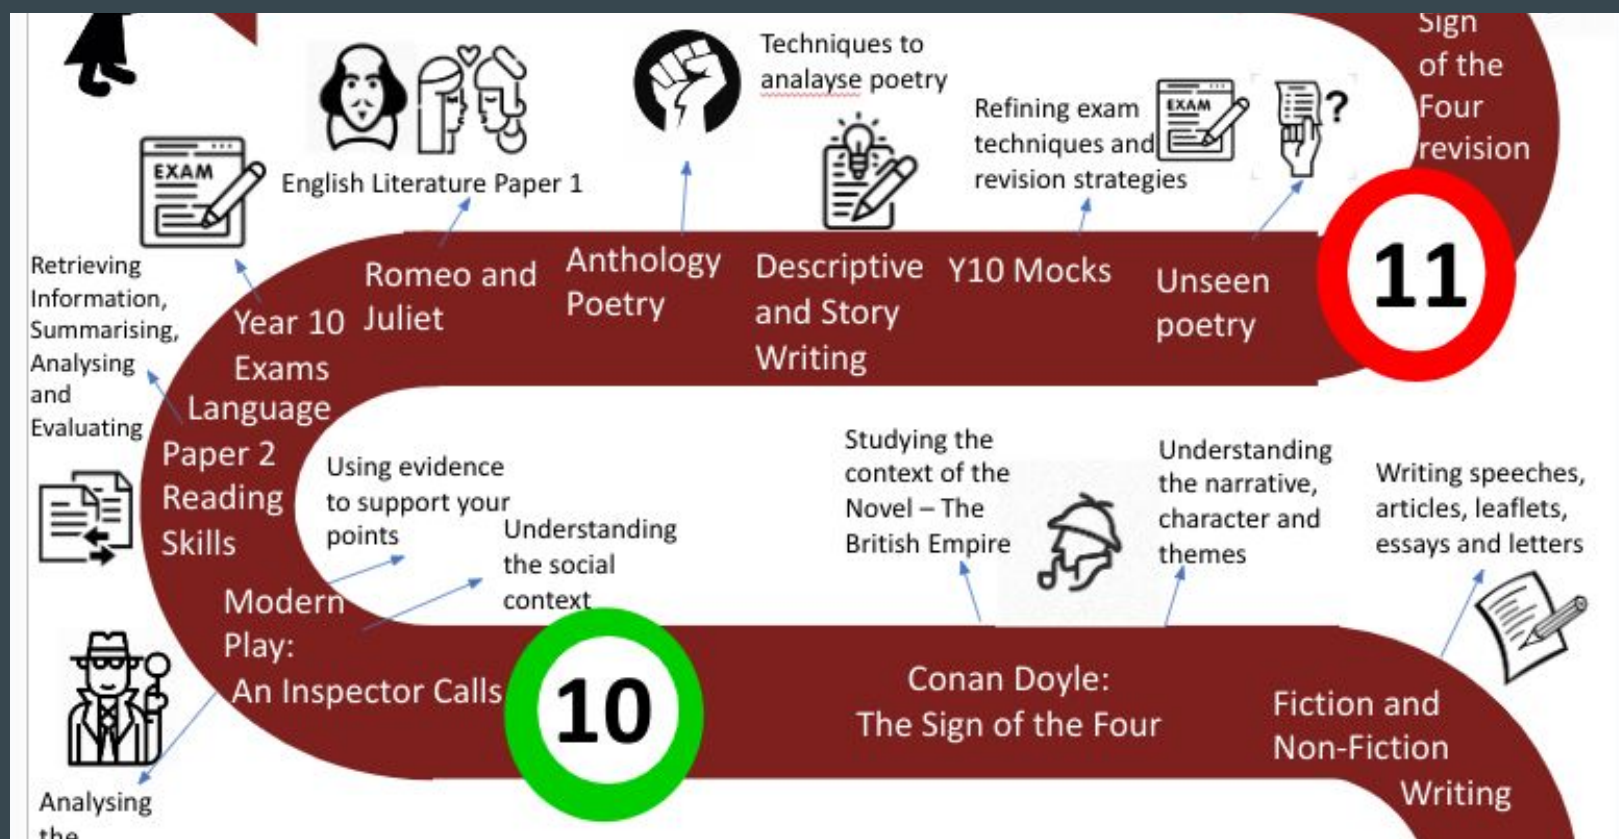 Sign
of the
Four
revision
Techniques to
analayse poetry
Refining exam
techniques and
revision strategies
EXAM
?
EXAM
English Literature Paper 1
Retrieving
Information,
Summarising,
Analysing
and
Evaluating
Year 10
Exams
Romeo and
Juliet
Anthology
Poetry
Descriptive
and Story
Writing
Y10 Mocks
Unseen
poetry
11
Language
Paper 2
Reading
Skills
Using evidence
to support your
points
Understanding
the social
context
Studying the
context of the
Novel – The
British Empire
Understanding
the narrative,
character and
themes
Writing speeches,
articles, leaflets,
essays and letters
Modern
Play:
An Inspector Calls
10
Conan Doyle:
The Sign of the Four
Fiction and
Non-Fiction
Writing
Analysing
the